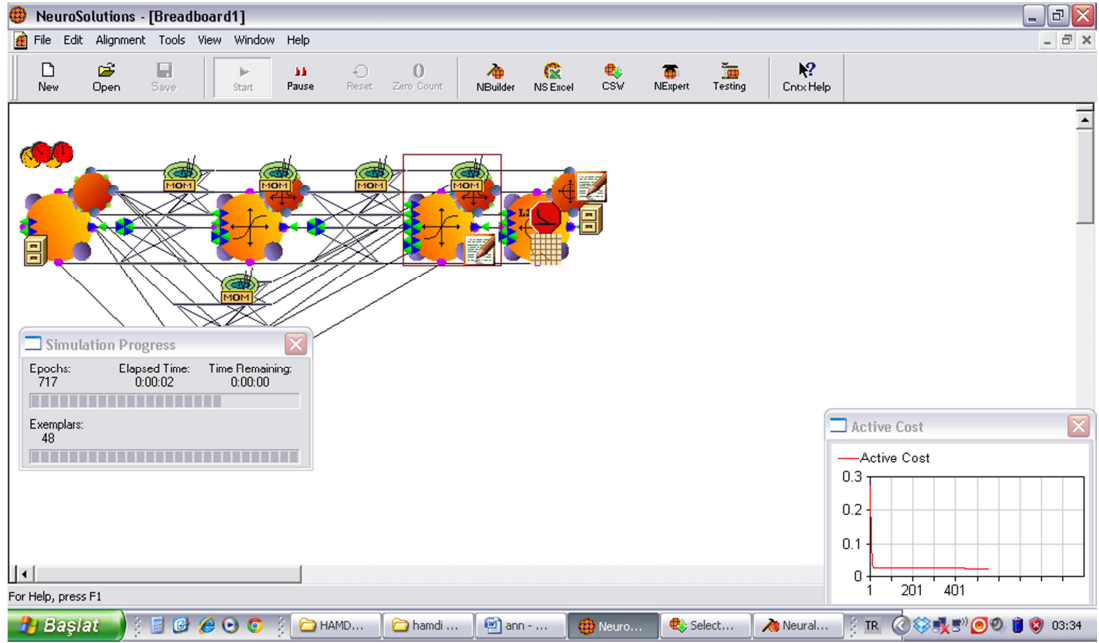 NeuroSolutions - [Breadboard1]
File Edit Alignment Tools View Window Help
New Open Save Start Pause Reset Zero Count NBuilder NS Excel CSV NExpert Testing Cntx Help
MOM MOM MOM MOM
MOM
Simulation Progress
Epochs: Elapsed Time: Time Remaining:
717 0:00:02 0:00:00
Exemplars:
48
Active Cost
Active Cost
0.3
0.2
0.1
0
1 201 401
For Help, press F1
Başlat HAMD... hamdi ... ann - ... Neuro... Select... Neural... TR 03:34